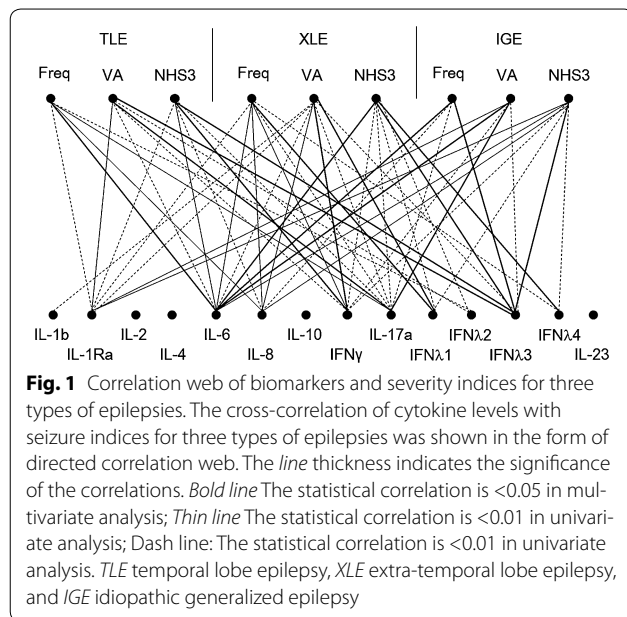 TLE XLE IGE
Freq VA NHS3 Freq VA NHS3 Freq VA NHS3
IL-1b IL-2 IL-6 IL-10 IL-17a IFNλ2 IFNλ4
IL-1Ra IL-4 IL-8 IFNγ IFNλ1 IFNλ3 IL-23
Fig. 1 Correlation web of biomarkers and severity indices for three
types of epilepsies. The cross-correlation of cytokine levels with
seizure indices for three types of epilepsies was shown in the form of
directed correlation web. The line thickness indicates the significance
of the correlations. Bold line The statistical correlation is <0.05 in mul-
tivariate analysis; Thin line The statistical correlation is <0.01 in univari-
ate analysis; Dash line: The statistical correlation is <0.01 in univariate
analysis. TLE temporal lobe epilepsy, XLE extra-temporal lobe epilepsy,
and IGE idiopathic generalized epilepsy